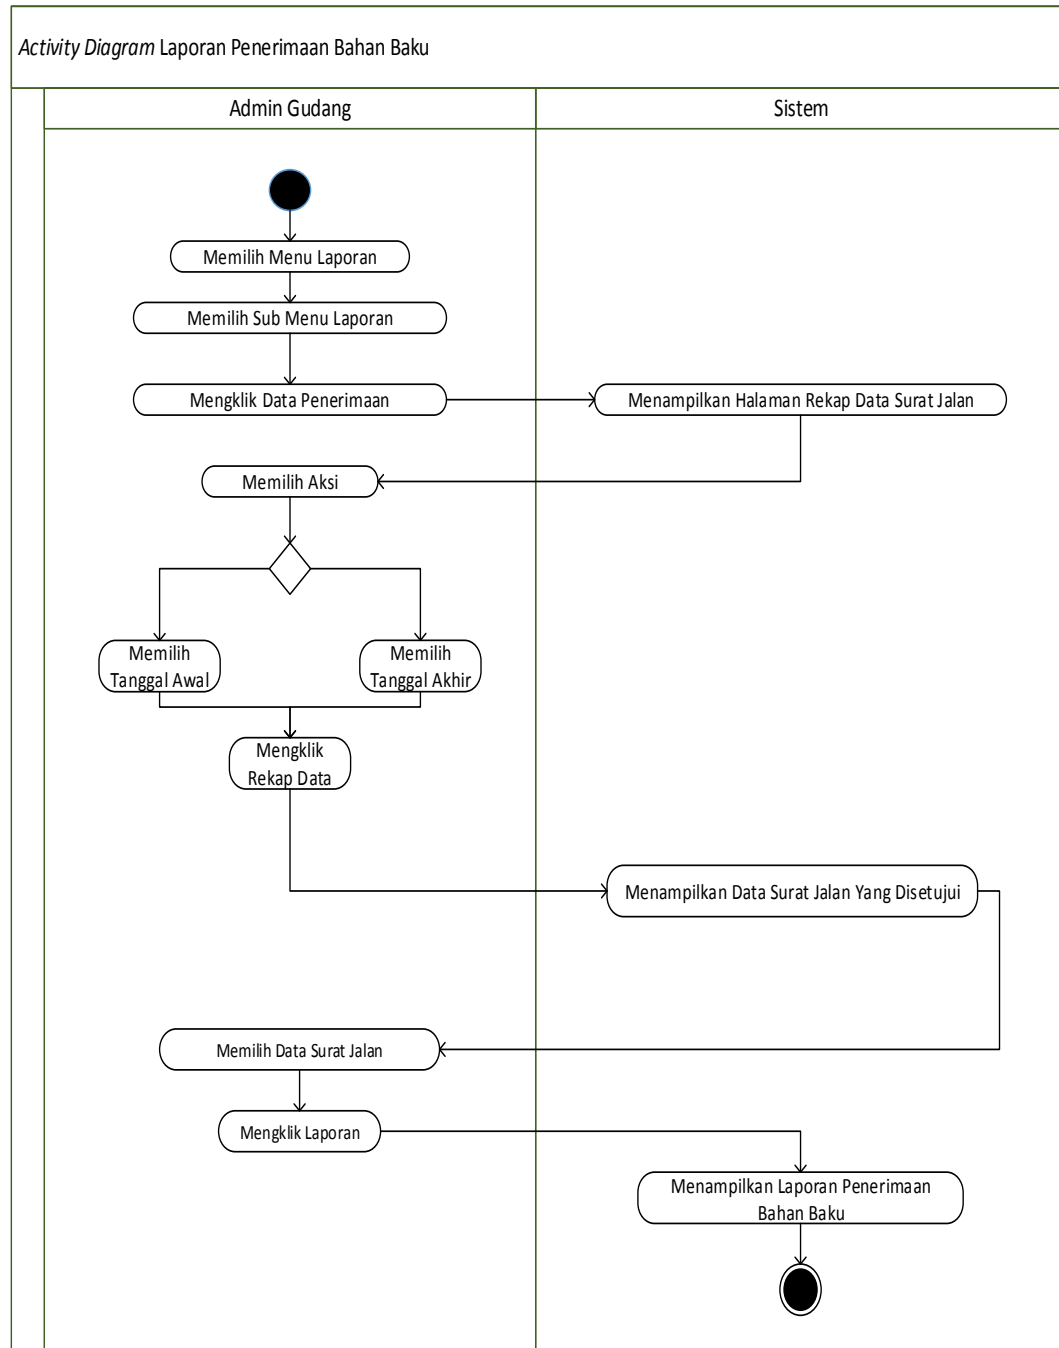 Activity Diagram Laporan Penerimaan Bahan Baku
Admin Gudang
Sistem
Memilih Menu Laporan
Memilih Sub Menu Laporan
Mengklik Data Penerimaan
Menampilkan Halaman Rekap Data Surat Jalan
Memilih Aksi
Memilih
Tanggal Awal
Memilih
Tanggal Akhir
Mengklik
Rekap Data
Menampilkan Data Surat Jalan Yang Disetujui
Memilih Data Surat Jalan
Mengklik Laporan
Menampilkan Laporan Penerimaan
Bahan Baku